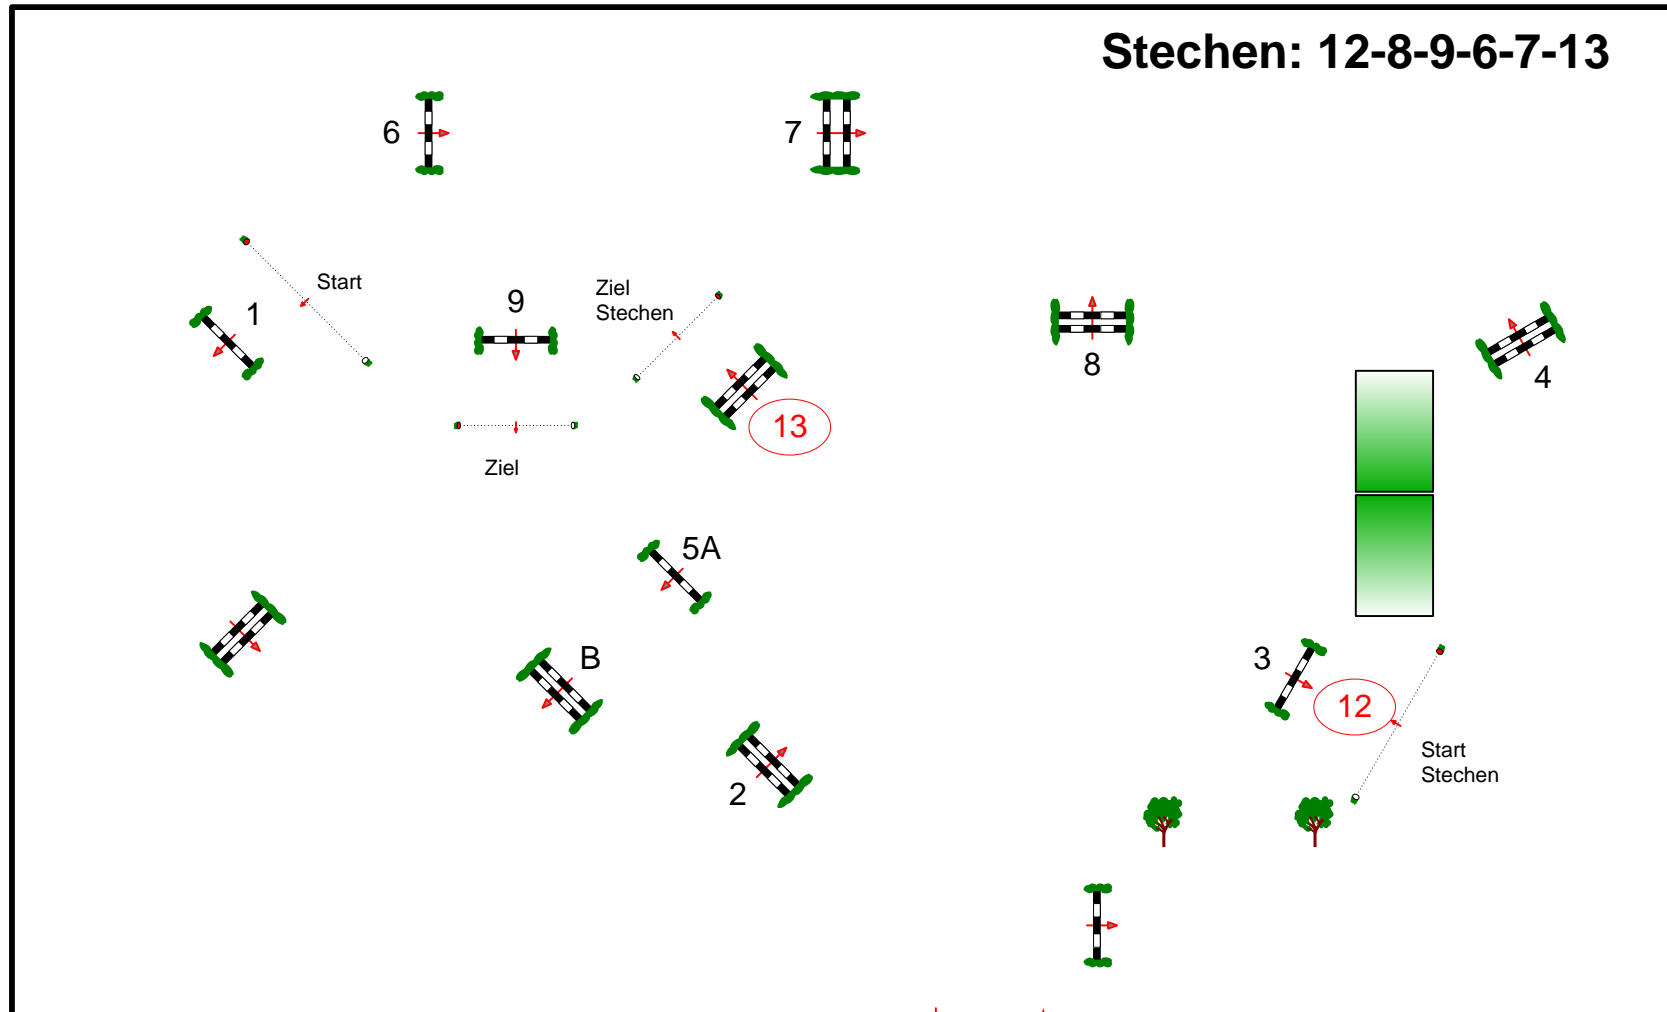 Stechen: 12-8-9-6-7-13
6
7
Start
1
9
Ziel
Stechen
8
4
13
Ziel
5A
B
3
12
2
Start
Stechen